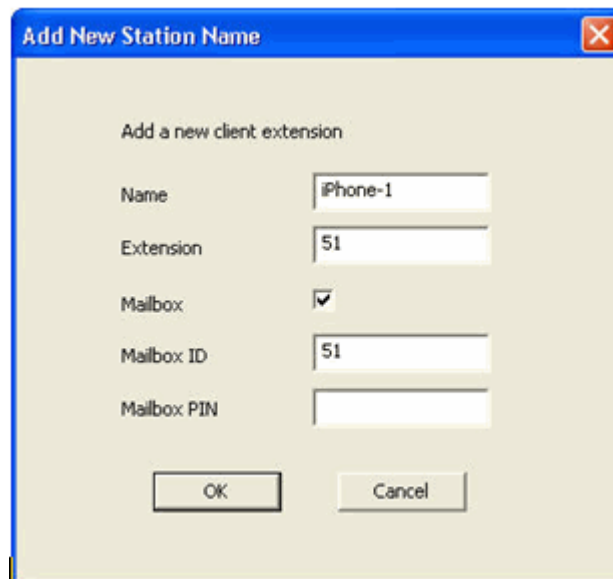 Add New Station Name
Add a new client extension
Name iPhone-1
Extension 51
Mailbox
Mailbox ID 51
Mailbox PIN
OK Cancel